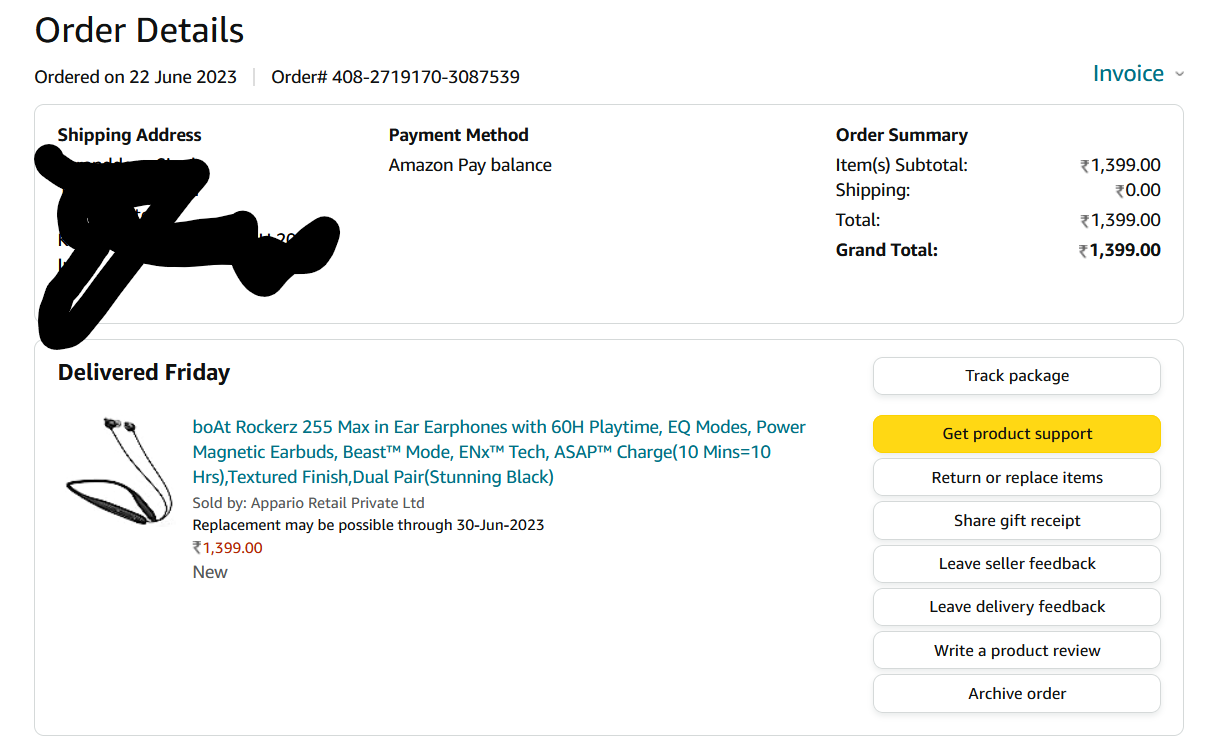 Order Details
Ordered on 22 June 2023
Order# 408-2719170-3087539
Invoice
Shipping Address
Payment Method
Amazon Pay balance
Order Summary
Item(s) Subtotal: ₹1,399.00
Shipping: ₹0.00
Total: ₹1,399.00
Grand Total: ₹1,399.00
Delivered Friday
boAt Rockerz 255 Max in Ear Earphones with 60H Playtime, EQ Modes, Power
Magnetic Earbuds, Beast™ Mode, ENx™ Tech, ASAP™ Charge(10 Mins=10
Hrs),Textured Finish,Dual Pair(Stunning Black)
Sold by: Appario Retail Private Ltd
Replacement may be possible through 30-Jun-2023
₹1,399.00
New
Track package
Get product support
Return or replace items
Share gift receipt
Leave seller feedback
Leave delivery feedback
Write a product review
Archive order